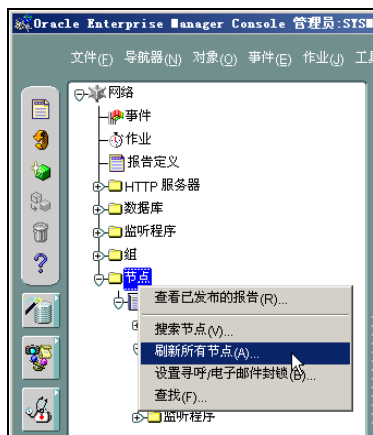 Oracle Enterprise Manager Console 管理员:SYS
文件(F) 导航器(N) 对象(O) 事件(E) 作业(J) 工
网络
事件
作业
报告定义
HTTP 服务器
数据库
监听程序
组
节点
查看已发布的报告(R)...
搜索节点(V)...
刷新所有节点(A)...
设置寻呼/电子邮件封锁(B)...
查找(F)...
监听程序